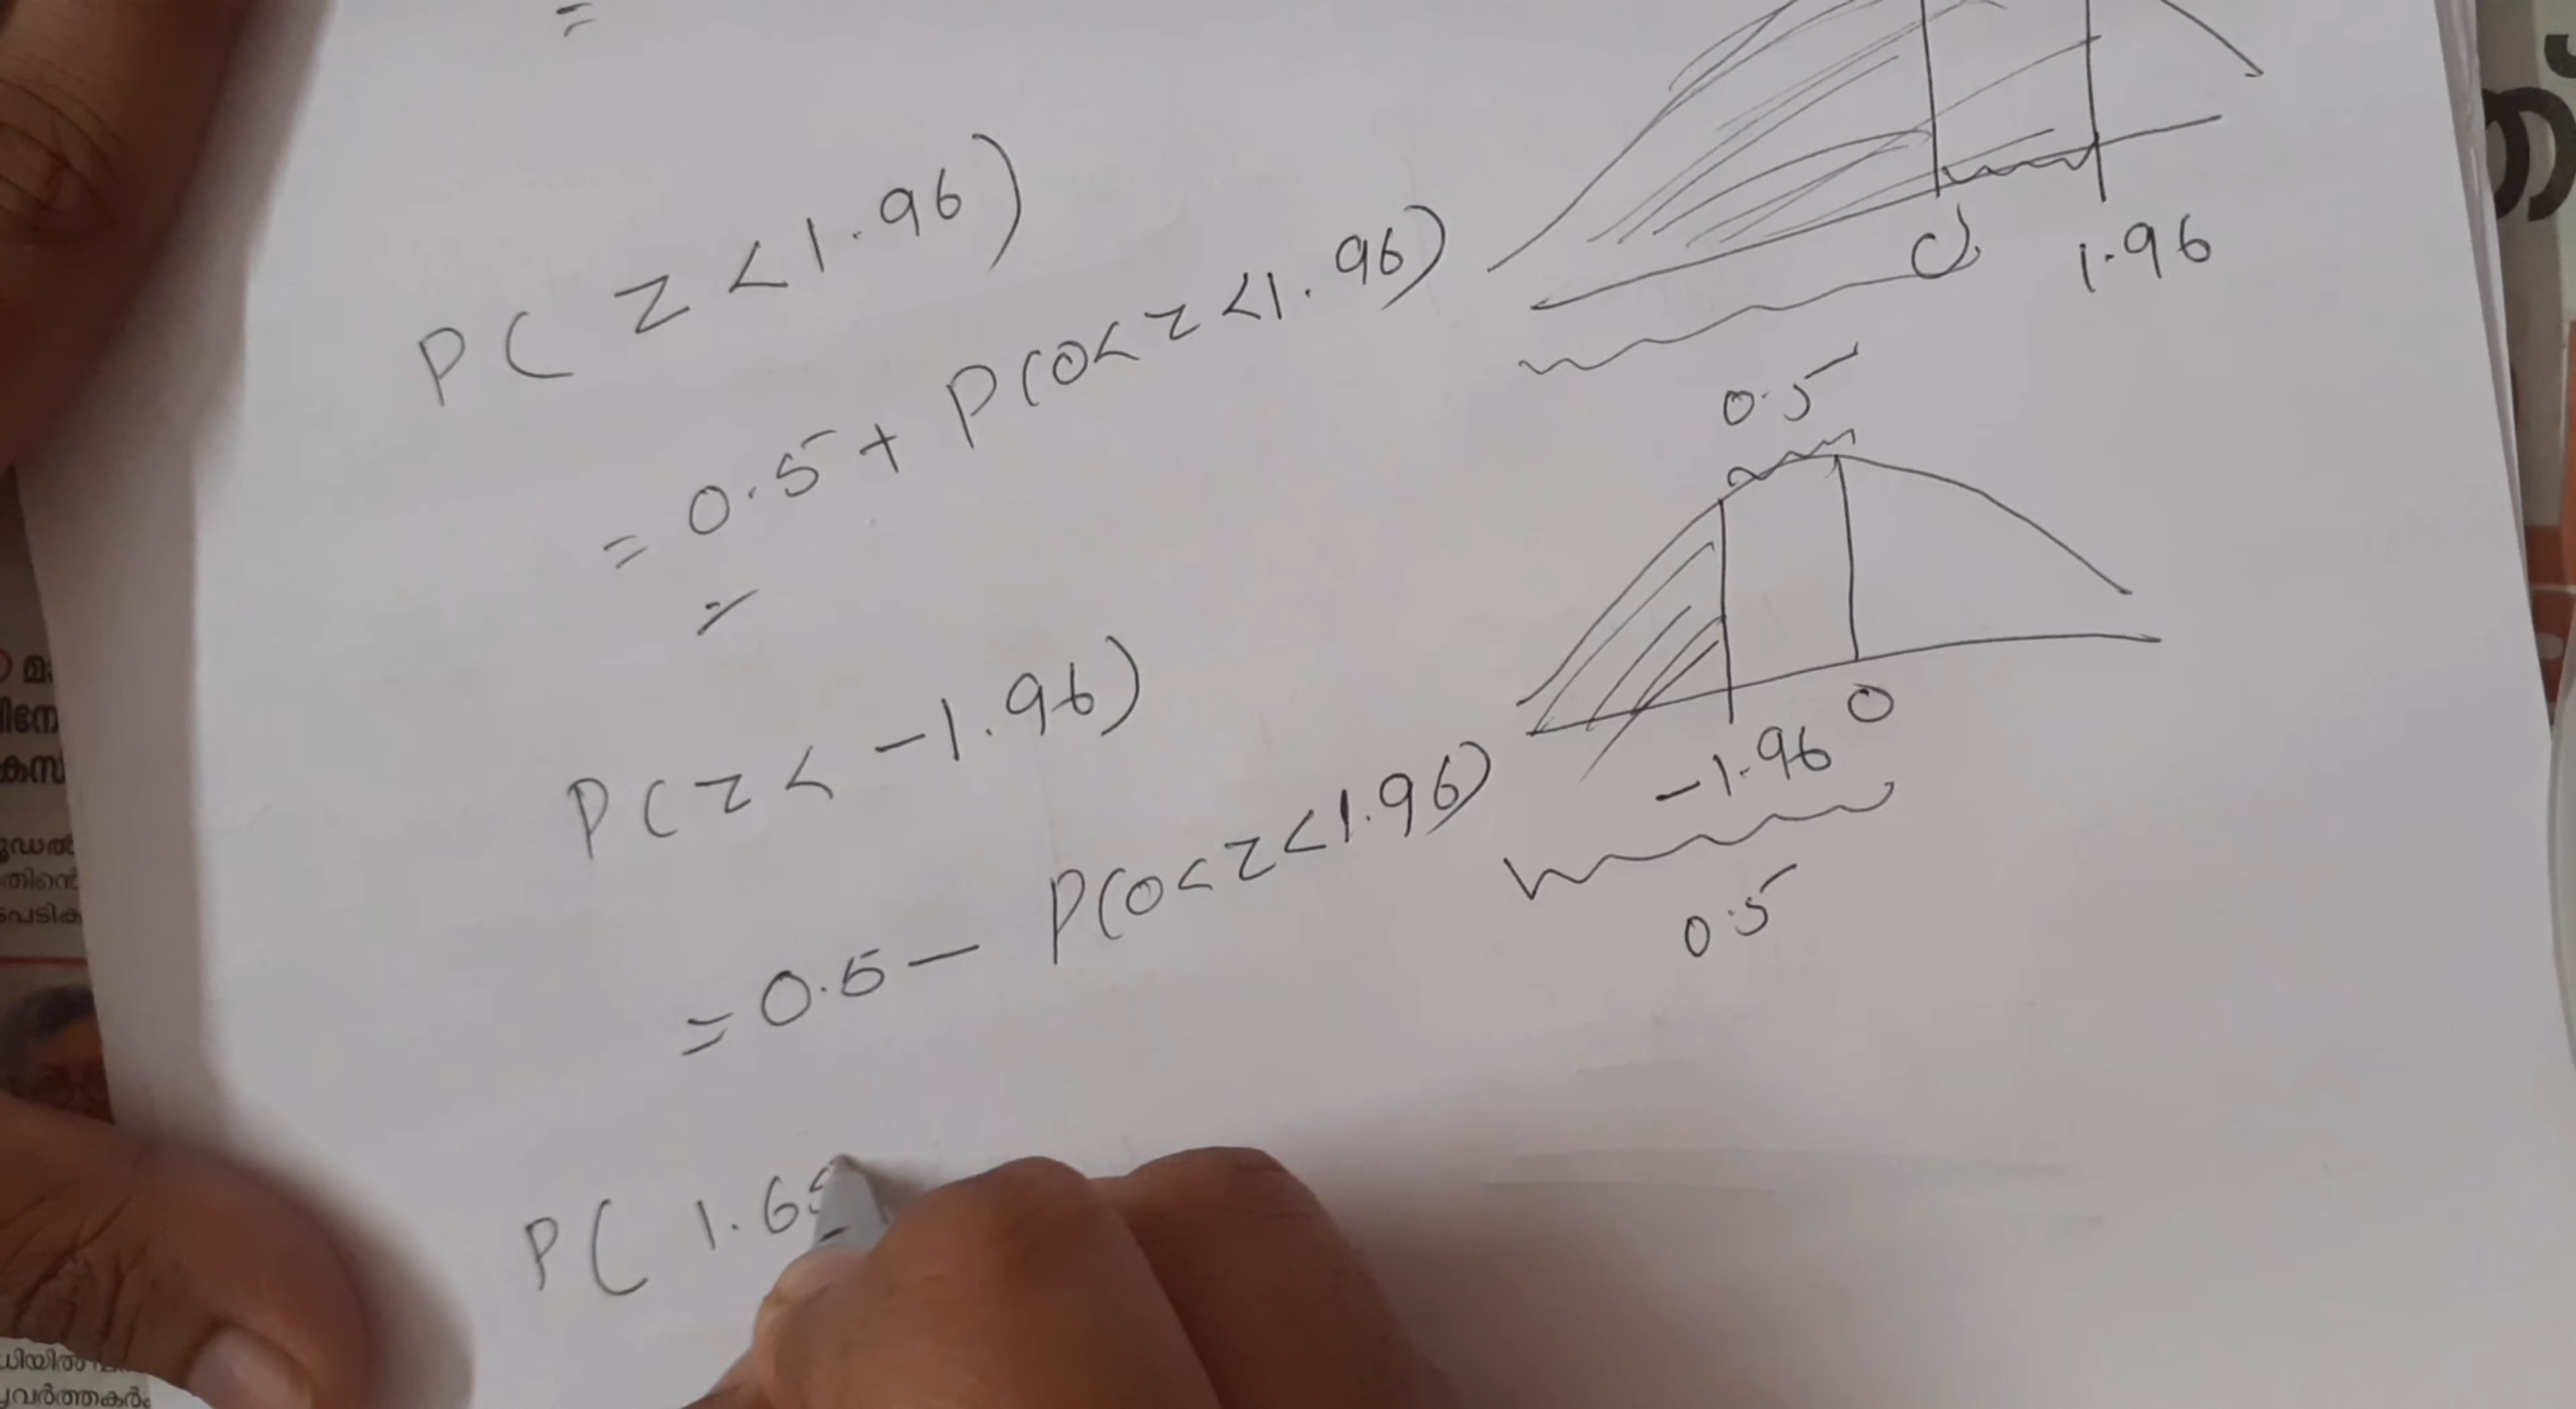 =
P(Z<1.96)
=0.5+P(0<z<1.96)
=
0 1.96
0.5
P(z<-1.96)
=0.5-P(0<z<1.96)
-1.96 0
0.5
P(1.65